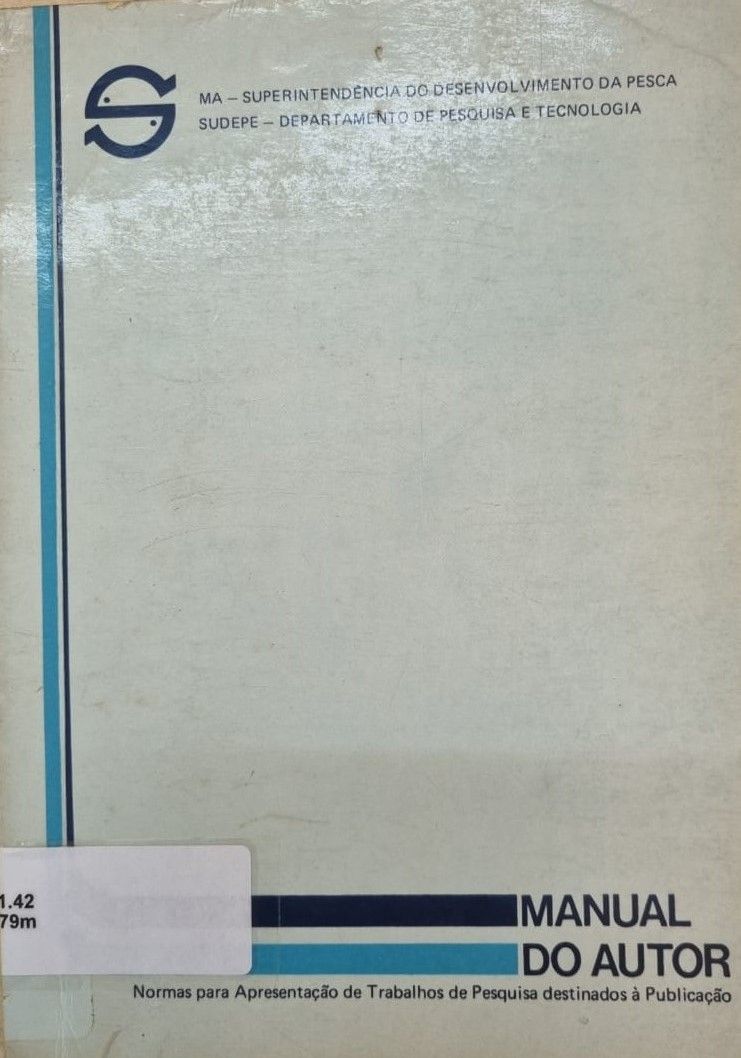 MA – SUPERINTENDÊNCIA DO DESENVOLVIMENTO DA PESCA
SUDEPE – DEPARTAMENTO DE PESQUISA E TECNOLOGIA
1.42
79m
MANUAL
DO AUTOR
Normas para Apresentação de Trabalhos de Pesquisa destinados à Publicação